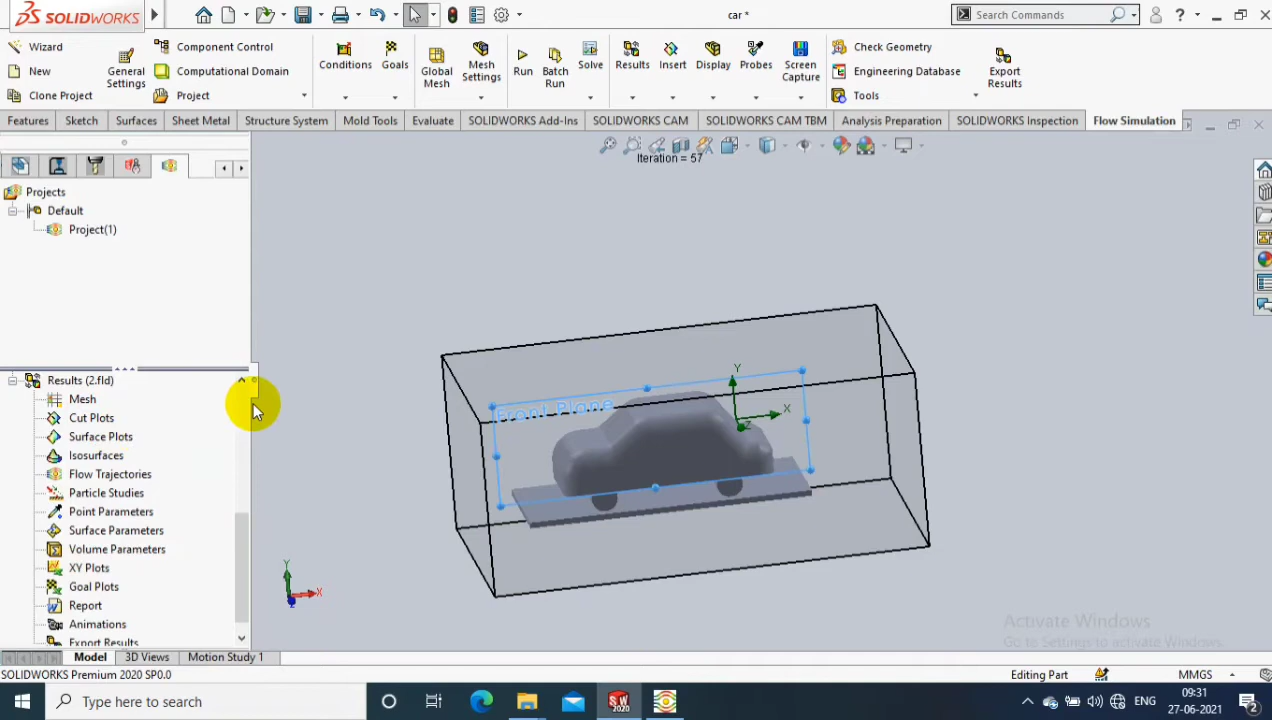 SOLIDWORKS
car *
Search Commands
Wizard
New
Clone Project
General Settings
Component Control
Computational Domain
Project
Conditions
Goals
Global Mesh
Mesh Settings
Run
Batch Run
Solve
Results
Insert
Display
Probes
Screen Capture
Check Geometry
Engineering Database
Tools
Export Results
Features
Sketch
Surfaces
Sheet Metal
Structure System
Mold Tools
Evaluate
SOLIDWORKS Add-Ins
SOLIDWORKS CAM
SOLIDWORKS CAM TBM
Analysis Preparation
SOLIDWORKS Inspection
Flow Simulation
Iteration = 57
Projects
Default
Project(1)
Results (2.fld)
Mesh
Cut Plots
Surface Plots
Isosurfaces
Flow Trajectories
Particle Studies
Point Parameters
Surface Parameters
Volume Parameters
XY Plots
Goal Plots
Report
Animations
Export Results
Front Plane
Y
X
Z
Y
X
Z
Activate Windows
Go to Settings to activate Windows.
Model
3D Views
Motion Study 1
SOLIDWORKS Premium 2020 SP0.0
Editing Part
MMGS
Type here to search
SW
2020
ENG
09:31
27-06-2021
2